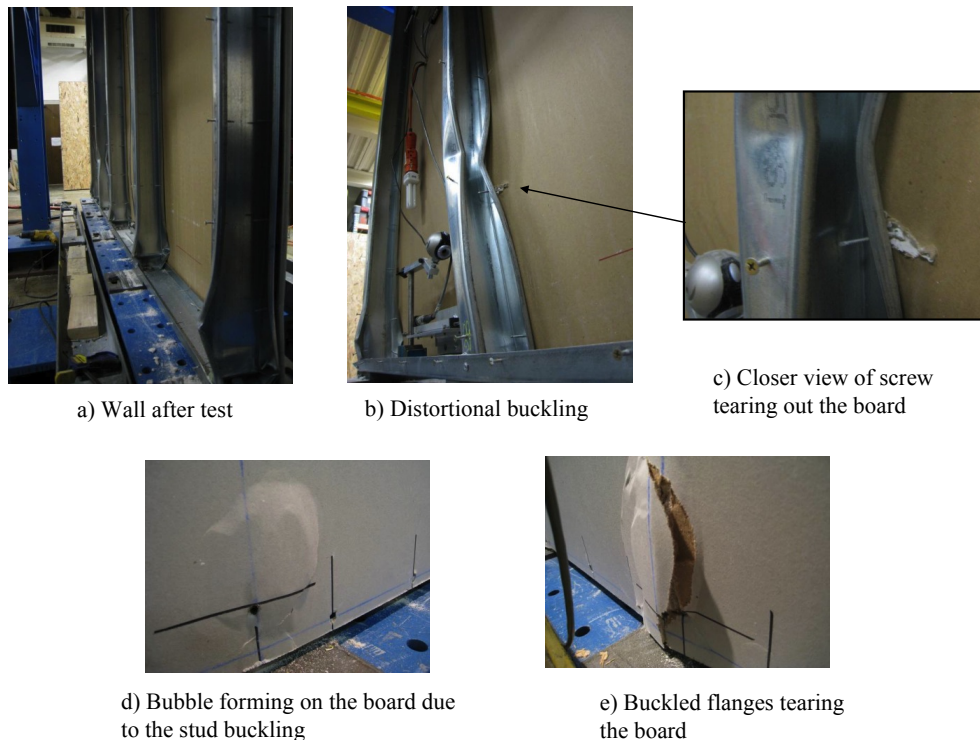 a) Wall after test
b) Distortional buckling
c) Closer view of screw
tearing out the board
d) Bubble forming on the board due
to the stud buckling
e) Buckled flanges tearing
the board